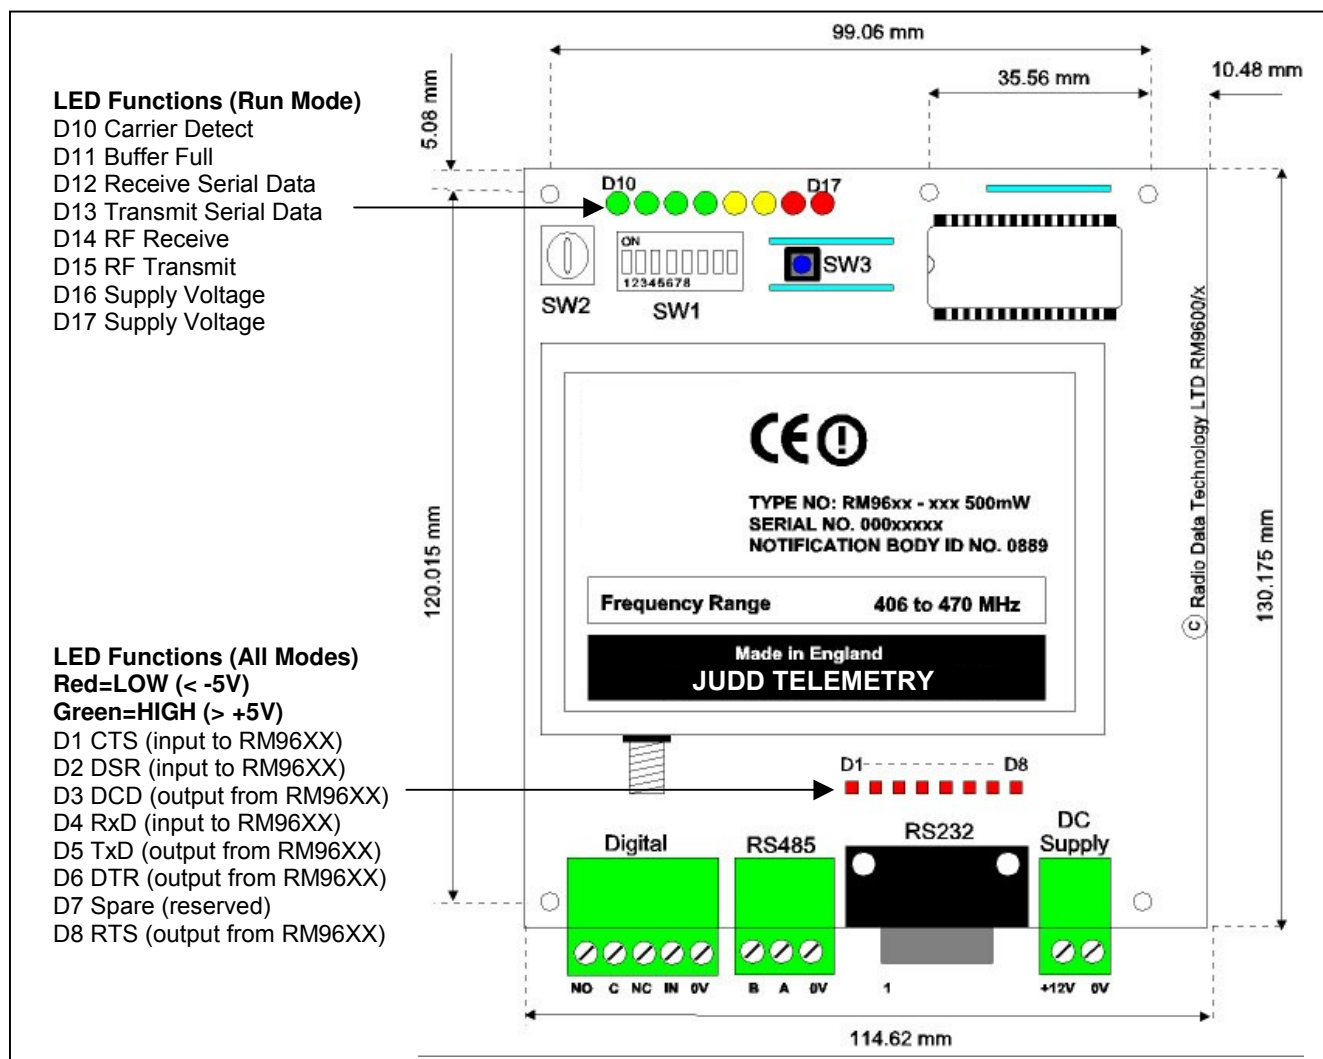 99.06 mm
35.56 mm
10.48 mm
5.08 mm
LED Functions (Run Mode)
D10 Carrier Detect
D11 Buffer Full
D12 Receive Serial Data
D13 Transmit Serial Data
D14 RF Receive
D15 RF Transmit
D16 Supply Voltage
D17 Supply Voltage
D10
D17
ON
12345678
SW2
SW1
SW3
© Radio Data Technology LTD RM9600/x
CE
TYPE NO: RM96xx - xxx 500mW
SERIAL NO. 000xxxxx
NOTIFICATION BODY ID NO. 0889
Frequency Range 406 to 470 MHz
Made in England
JUDD TELEMETRY
120.015 mm
130.175 mm
LED Functions (All Modes)
Red=LOW (< -5V)
Green=HIGH (> +5V)
D1 CTS (input to RM96XX)
D2 DSR (input to RM96XX)
D3 DCD (output from RM96XX)
D4 RxD (input to RM96XX)
D5 TxD (output from RM96XX)
D6 DTR (output from RM96XX)
D7 Spare (reserved)
D8 RTS (output from RM96XX)
D1 D8
Digital
RS485
RS232
DC
Supply
NO C NC IN 0V
B A 0V
1
+12V 0V
114.62 mm